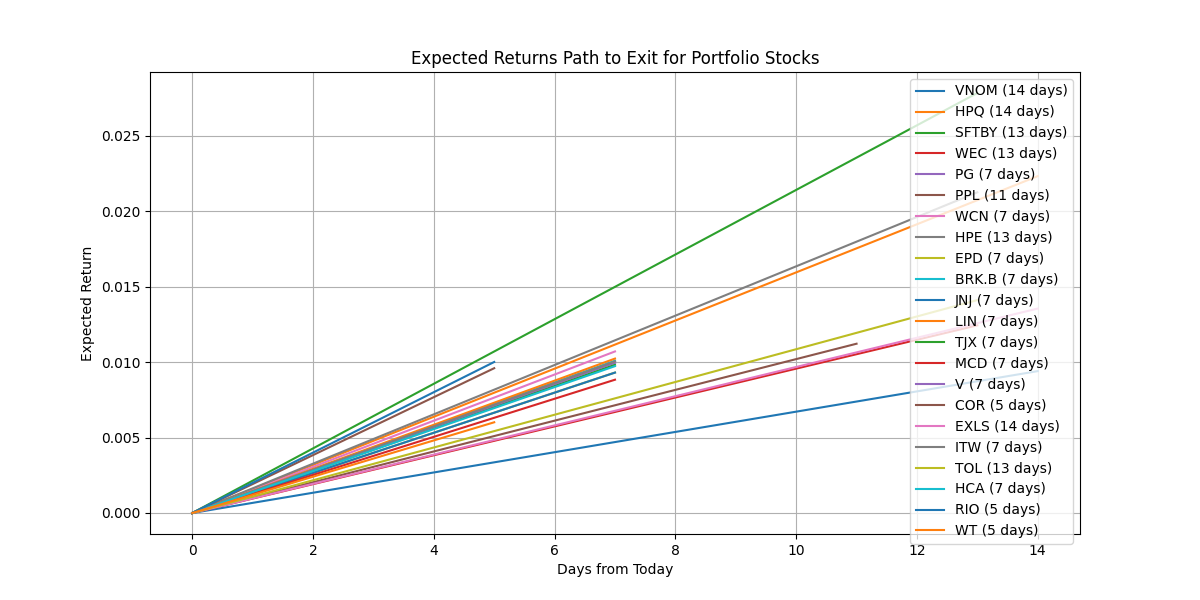 Expected Returns Path to Exit for Portfolio Stocks
Expected Return
0.025
0.020
0.015
0.010
0.005
0.000
VNOM (14 days)
HPQ (14 days)
SFTBY (13 days)
WEC (13 days)
PG (7 days)
PPL (11 days)
WCN (7 days)
HPE (13 days)
EPD (7 days)
BRK.B (7 days)
JNJ (7 days)
LIN (7 days)
TJX (7 days)
MCD (7 days)
V (7 days)
COR (5 days)
EXLS (14 days)
ITW (7 days)
TOL (13 days)
HCA (7 days)
RIO (5 days)
WT (5 days)
0 2 4 6 8 10 12 14
Days from Today